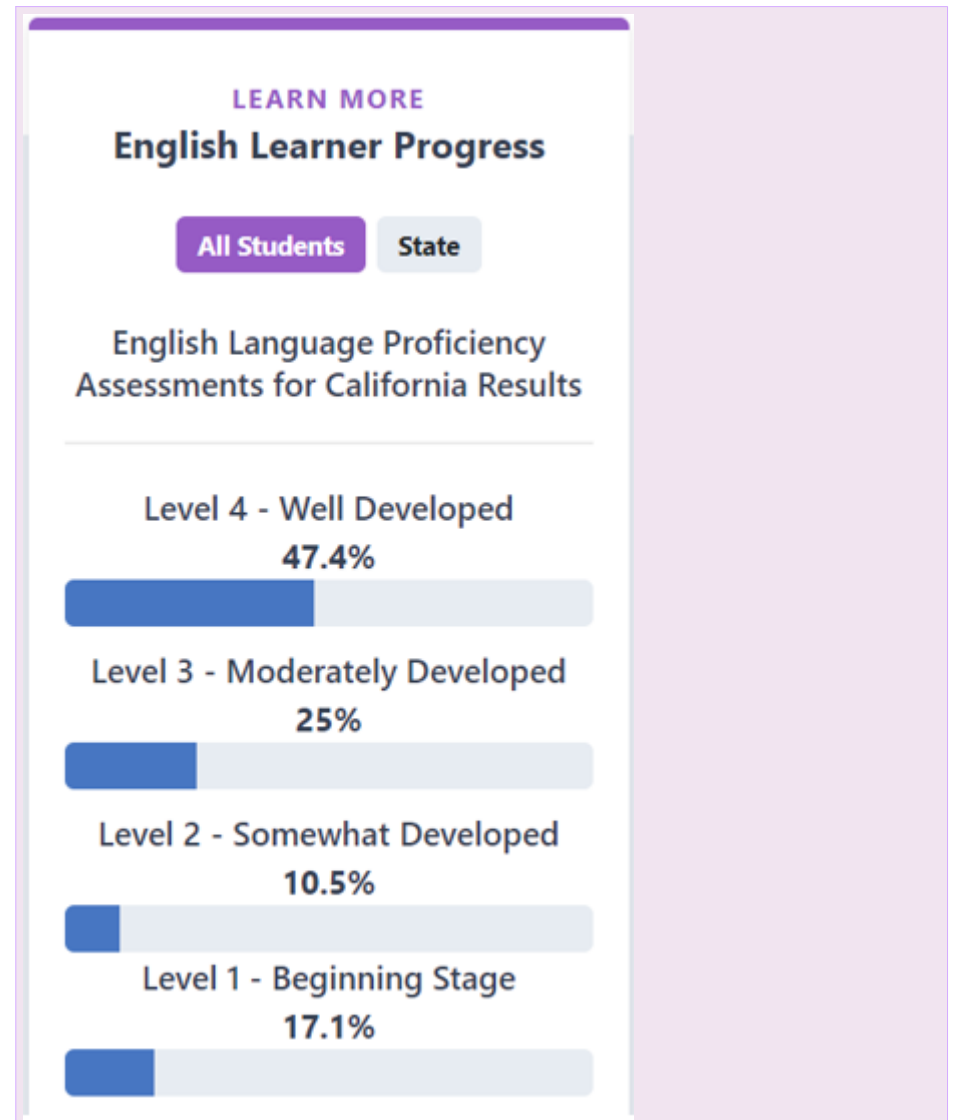 LEARN MORE
English Learner Progress
All Students State
English Language Proficiency
Assessments for California Results
Level 4 - Well Developed
47.4%
Level 3 - Moderately Developed
25%
Level 2 - Somewhat Developed
10.5%
Level 1 - Beginning Stage
17.1%